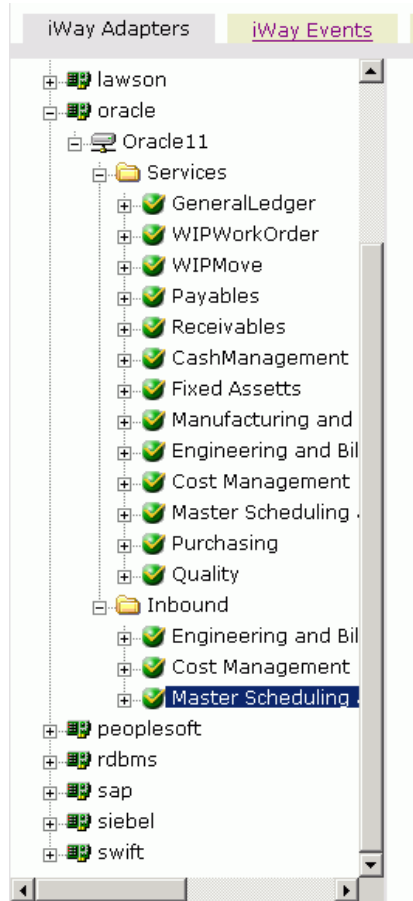 iWay Adapters iWay Events
lawson
oracle
Oracle11
Services
GeneralLedger
WIPWorkOrder
WIPMove
Payables
Receivables
CashManagement
Fixed Assetts
Manufacturing and
Engineering and Bil
Cost Management
Master Scheduling .
Purchasing
Quality
Inbound
Engineering and Bil
Cost Management
Master Scheduling .
peoplesoft
rdbms
sap
siebel
swift